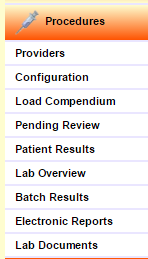 Procedures
Providers
Configuration
Load Compendium
Pending Review
Patient Results
Lab Overview
Batch Results
Electronic Reports
Lab Documents